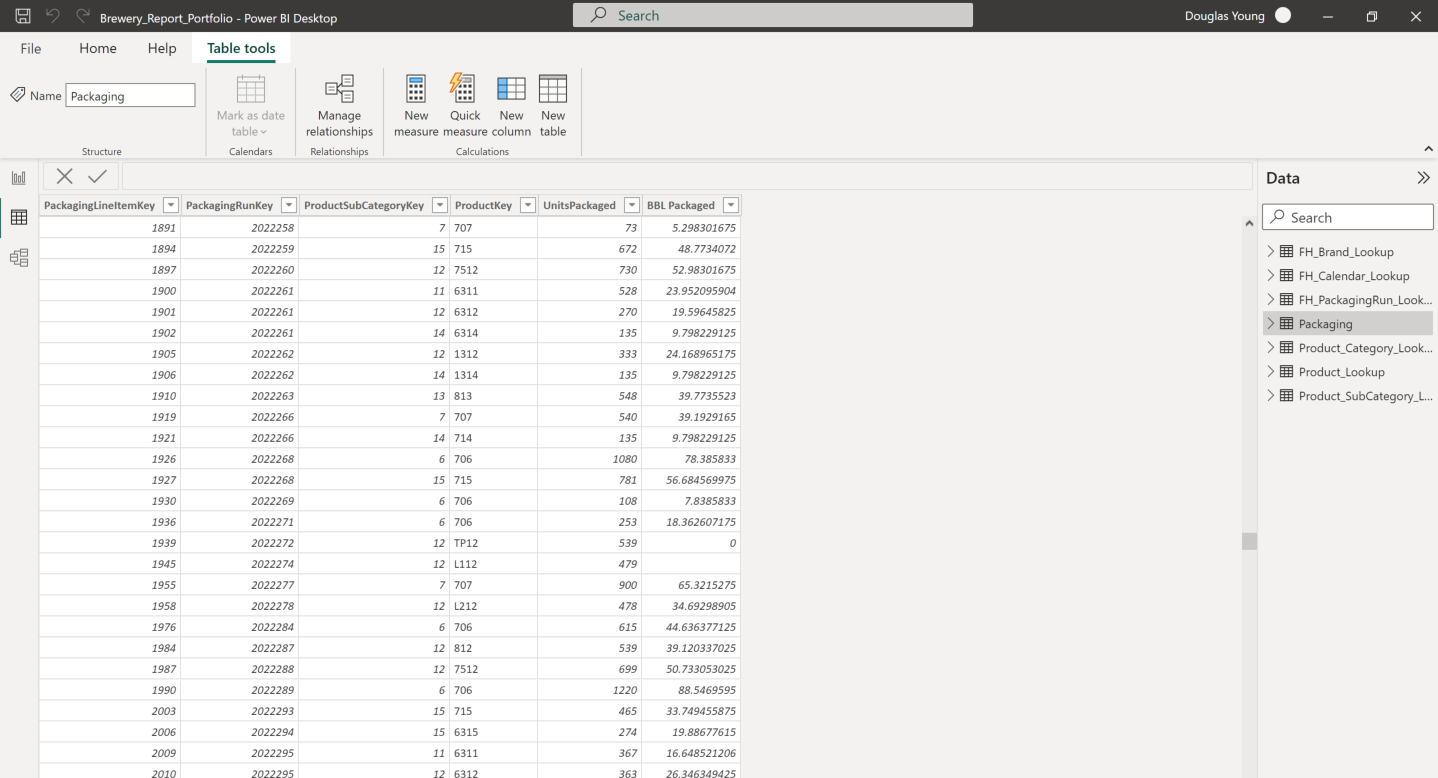 Brewery_Report_Portfolio - Power BI Desktop
Search
Douglas Young
File Home Help Table tools
Name Packaging
Mark as date table
Manage relationships
New measure
Quick measure
New column
New table
Structure
Calendars
Relationships
Calculations
PackagingLineItemKey PackagingRunKey ProductSubCategoryKey ProductKey UnitsPackaged BBL Packaged
1891 2022258 7 707 73 5.298301675
1894 2022259 15 715 672 48.7734072
1897 2022260 12 7512 730 52.98301675
1900 2022261 11 6311 528 23.952095904
1901 2022261 12 6312 270 19.59645825
1902 2022261 14 6314 135 9.798229125
1905 2022262 12 1312 333 24.168965175
1906 2022262 14 1314 135 9.798229125
1910 2022263 13 813 548 39.7735523
1919 2022266 7 707 540 39.1929165
1921 2022266 14 714 135 9.798229125
1926 2022268 6 706 1080 78.385833
1927 2022268 15 715 781 56.684569975
1930 2022269 6 706 108 7.8385833
1936 2022271 6 706 253 18.362607175
1939 2022272 12 TP12 539 0
1945 2022274 12 L112 479
1955 2022277 7 707 900 65.3215275
1958 2022278 12 L212 478 34.69298905
1976 2022284 6 706 615 44.636377125
1984 2022287 12 812 539 39.120337025
1987 2022288 12 7512 699 50.733053025
1990 2022289 6 706 1220 88.5469595
2003 2022293 15 715 465 33.749455875
2006 2022294 15 6315 274 19.88677615
2009 2022295 11 6311 367 16.648521206
2010 2022295 12 6312 363 26.346349425
Data
Search
FH_Brand_Lookup
FH_Calendar_Lookup
FH_PackagingRun_Look...
Packaging
Product_Category_Look...
Product_Lookup
Product_SubCategory_L...